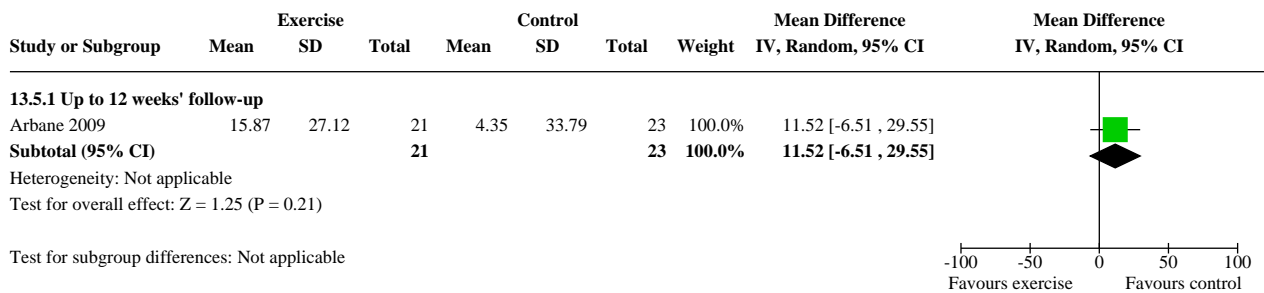 Exercise Control Mean Difference Mean Difference
Study or Subgroup Mean SD Total Mean SD Total Weight IV, Random, 95% CI IV, Random, 95% CI
13.5.1 Up to 12 weeks' follow-up
Arbane 2009 15.87 27.12 21 4.35 33.79 23 100.0% 11.52 [-6.51 , 29.55]
Subtotal (95% CI) 21 23 100.0% 11.52 [-6.51 , 29.55]
Heterogeneity: Not applicable
Test for overall effect: Z = 1.25 (P = 0.21)
Test for subgroup differences: Not applicable
-100 -50 0 50 100
Favours exercise Favours control